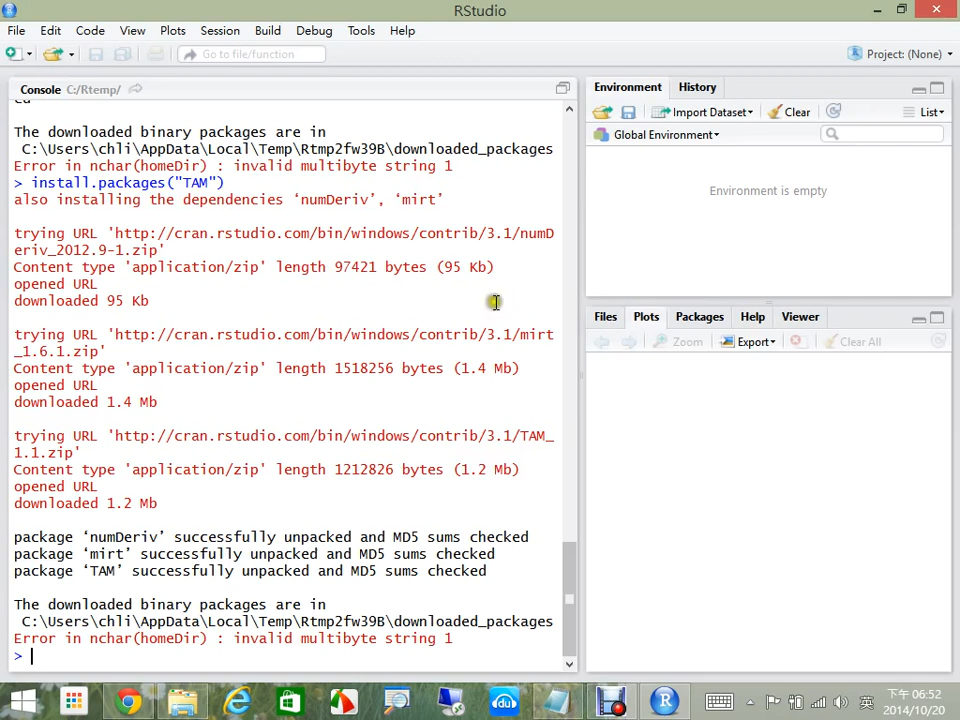 RStudio
File Edit Code View Plots Session Build Debug Tools Help
Go to file/function
Project: (None)
Console C:/Rtemp/
The downloaded binary packages are in
C:\Users\chli\AppData\Local\Temp\Rtmp2fw39B\downloaded_packages
Error in nchar(homeDir) : invalid multibyte string 1
> install.packages("TAM")
also installing the dependencies ‘numDeriv’, ‘mirt’
trying URL 'http://cran.rstudio.com/bin/windows/contrib/3.1/numD
eriv_2012.9-1.zip'
Content type 'application/zip' length 97421 bytes (95 Kb)
opened URL
downloaded 95 Kb
trying URL 'http://cran.rstudio.com/bin/windows/contrib/3.1/mirt
_1.6.1.zip'
Content type 'application/zip' length 1518256 bytes (1.4 Mb)
opened URL
downloaded 1.4 Mb
trying URL 'http://cran.rstudio.com/bin/windows/contrib/3.1/TAM_
1.1.zip'
Content type 'application/zip' length 1212826 bytes (1.2 Mb)
opened URL
downloaded 1.2 Mb
package ‘numDeriv’ successfully unpacked and MD5 sums checked
package ‘mirt’ successfully unpacked and MD5 sums checked
package ‘TAM’ successfully unpacked and MD5 sums checked
The downloaded binary packages are in
C:\Users\chli\AppData\Local\Temp\Rtmp2fw39B\downloaded_packages
Error in nchar(homeDir) : invalid multibyte string 1
>
Environment History
Import Dataset Clear List
Global Environment
Environment is empty
Files Plots Packages Help Viewer
Zoom Export Clear All
du
英
下午 06:52
2014/10/20